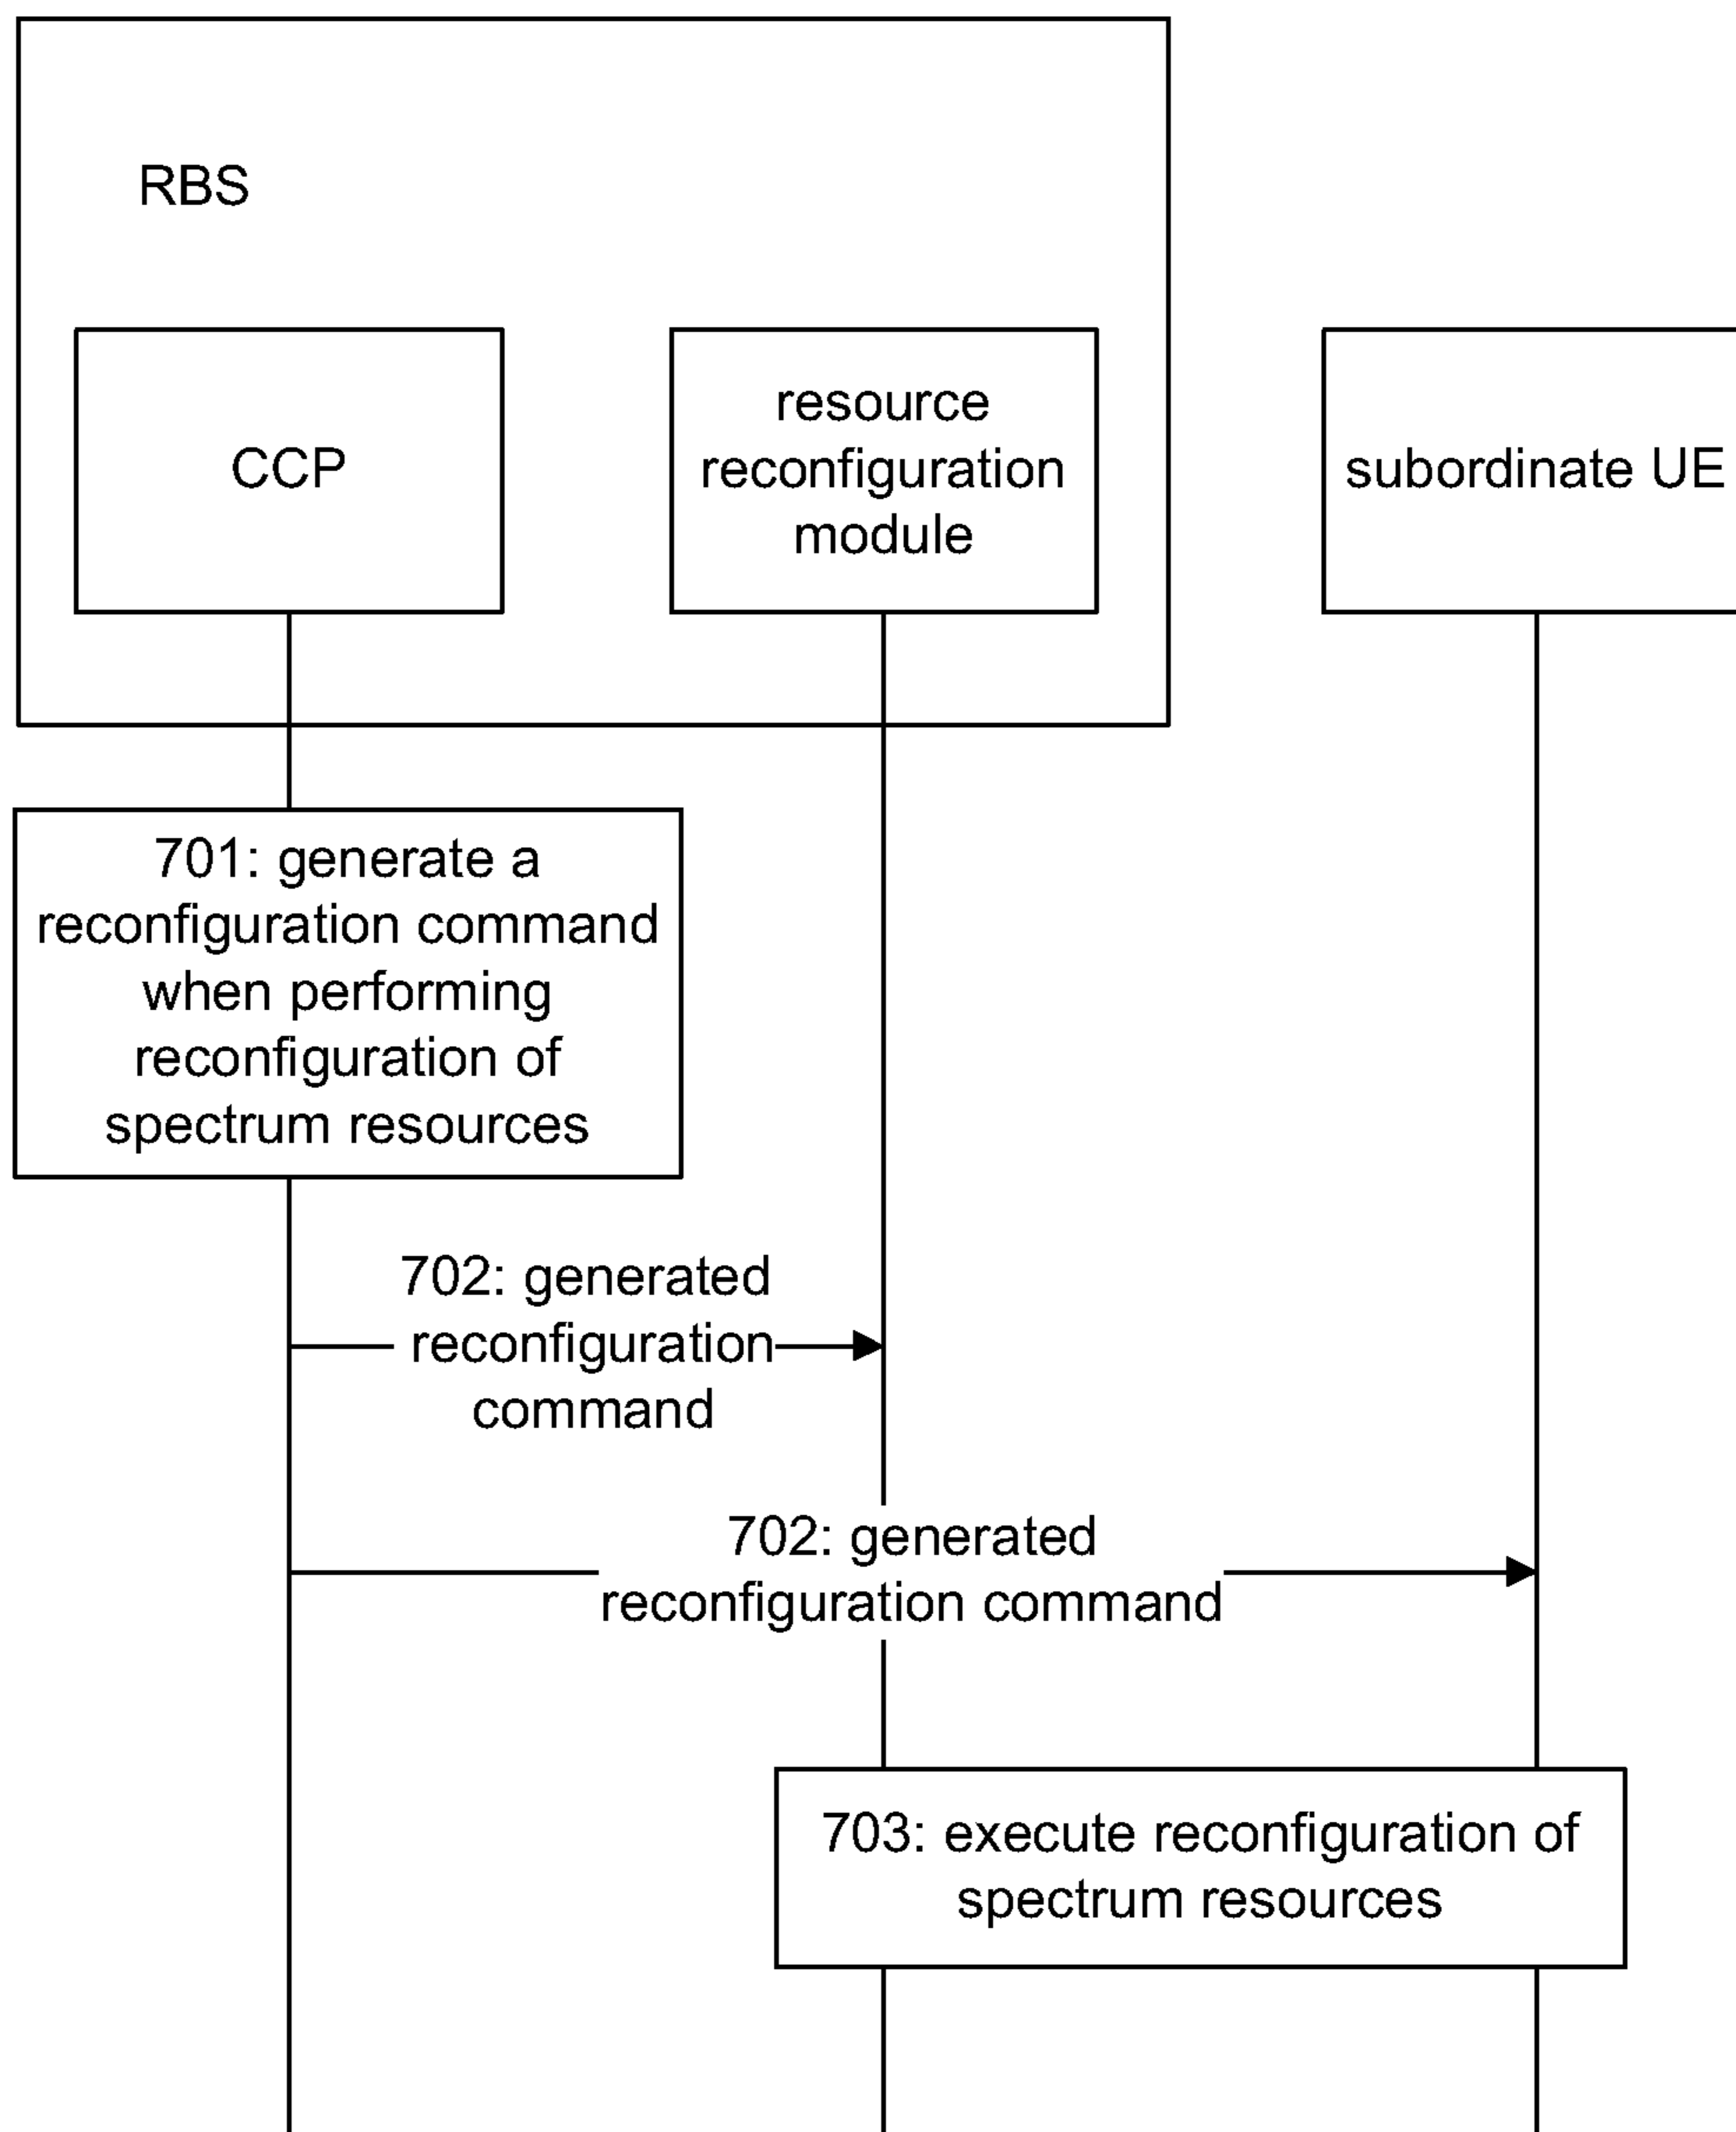 RBS
CCP
resource
reconfiguration
module
subordinate UE
701: generate a
reconfiguration command
when performing
reconfiguration of
spectrum resources
702: generated
reconfiguration
command
702: generated
reconfiguration command
703: execute reconfiguration of
spectrum resources